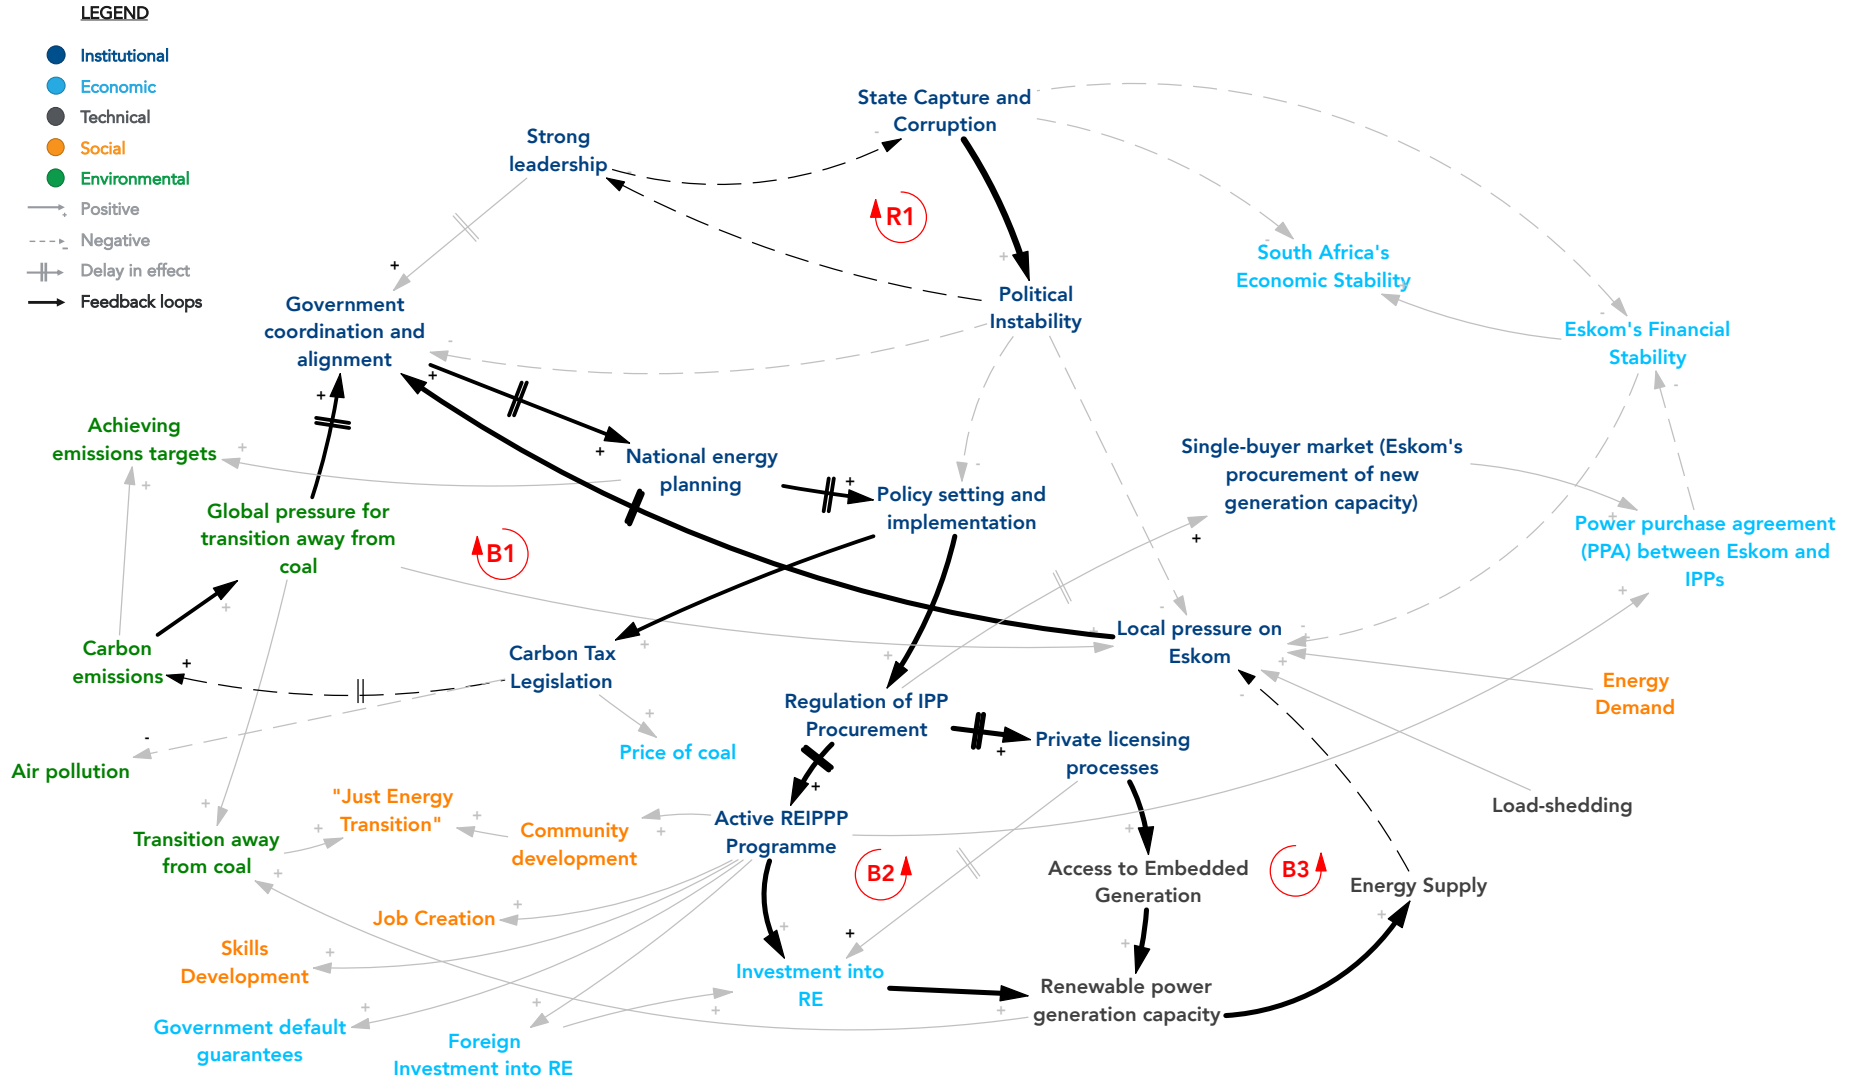 LEGEND
Institutional
Economic
Technical
Social
Environmental
Positive
Negative
Delay in effect
Feedback loops
State Capture and
Corruption
Strong
leadership
R1
South Africa's
Economic Stability
Political
Instability
Government
coordination and
alignment
Eskom's Financial
Stability
Achieving
emissions targets
National energy
planning
Single-buyer market (Eskom's
procurement of new
generation capacity)
Policy setting and
implementation
Global pressure for
transition away from
coal
Power purchase agreement
(PPA) between Eskom and
IPPs
B1
Carbon
emissions
Carbon Tax
Legislation
Local pressure on
Eskom
Energy
Demand
Regulation of IPP
Procurement
Private licensing
processes
Price of coal
Air pollution
"Just Energy
Transition"
Community
development
Active REIPPP
Programme
Load-shedding
Transition away
from coal
B2
Access to Embedded
Generation
B3
Energy Supply
Job Creation
Skills
Development
Investment into
RE
Renewable power
generation capacity
Government default
guarantees
Foreign
Investment into RE